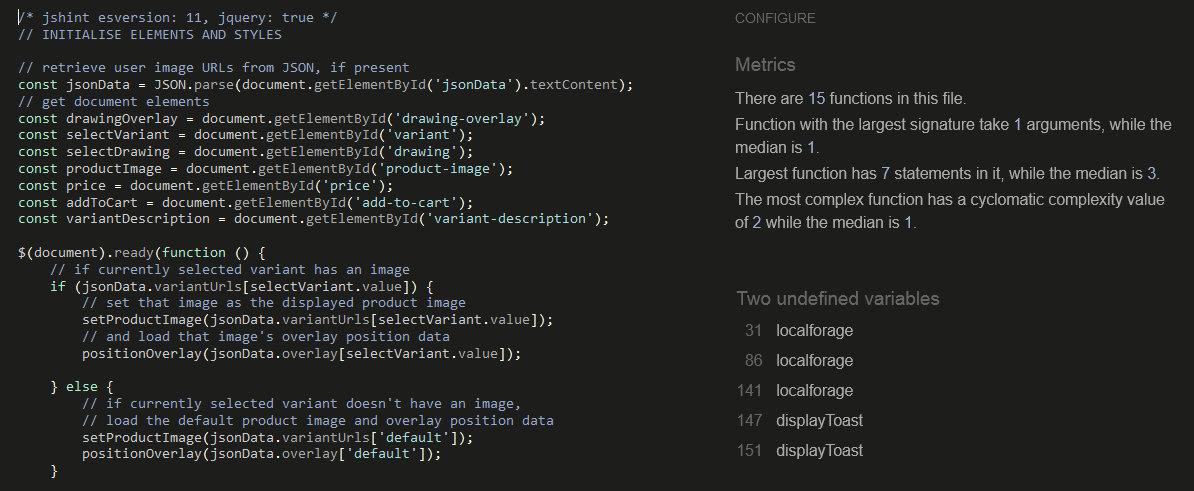 /* jshint esversion: 11, jquery: true */
// INITIALISE ELEMENTS AND STYLES
// retrieve user image URLs from JSON, if present
const jsonData = JSON.parse(document.getElementById('jsonData').textContent);
// get document elements
const drawingOverlay = document.getElementById('drawing-overlay');
const selectVariant = document.getElementById('variant');
const selectDrawing = document.getElementById('drawing');
const productImage = document.getElementById('product-image');
const price = document.getElementById('price');
const addToCart = document.getElementById('add-to-cart');
const variantDescription = document.getElementById('variant-description');
$(document).ready(function () {
    // if currently selected variant has an image
    if (jsonData.variantUrls[selectVariant.value]) {
        // set that image as the displayed product image
        setProductImage(jsonData.variantUrls[selectVariant.value]);
        // and load that image's overlay position data
        positionOverlay(jsonData.overlay[selectVariant.value]);
    } else {
        // if currently selected variant doesn't have an image,
        // load the default product image and overlay position data
        setProductImage(jsonData.variantUrls['default']);
        positionOverlay(jsonData.overlay['default']);
    }
CONFIGURE
Metrics
There are 15 functions in this file.
Function with the largest signature take 1 arguments, while the
median is 1.
Largest function has 7 statements in it, while the median is 3.
The most complex function has a cyclomatic complexity value
of 2 while the median is 1.
Two undefined variables
31 localforage
86 localforage
141 localforage
147 displayToast
151 displayToast